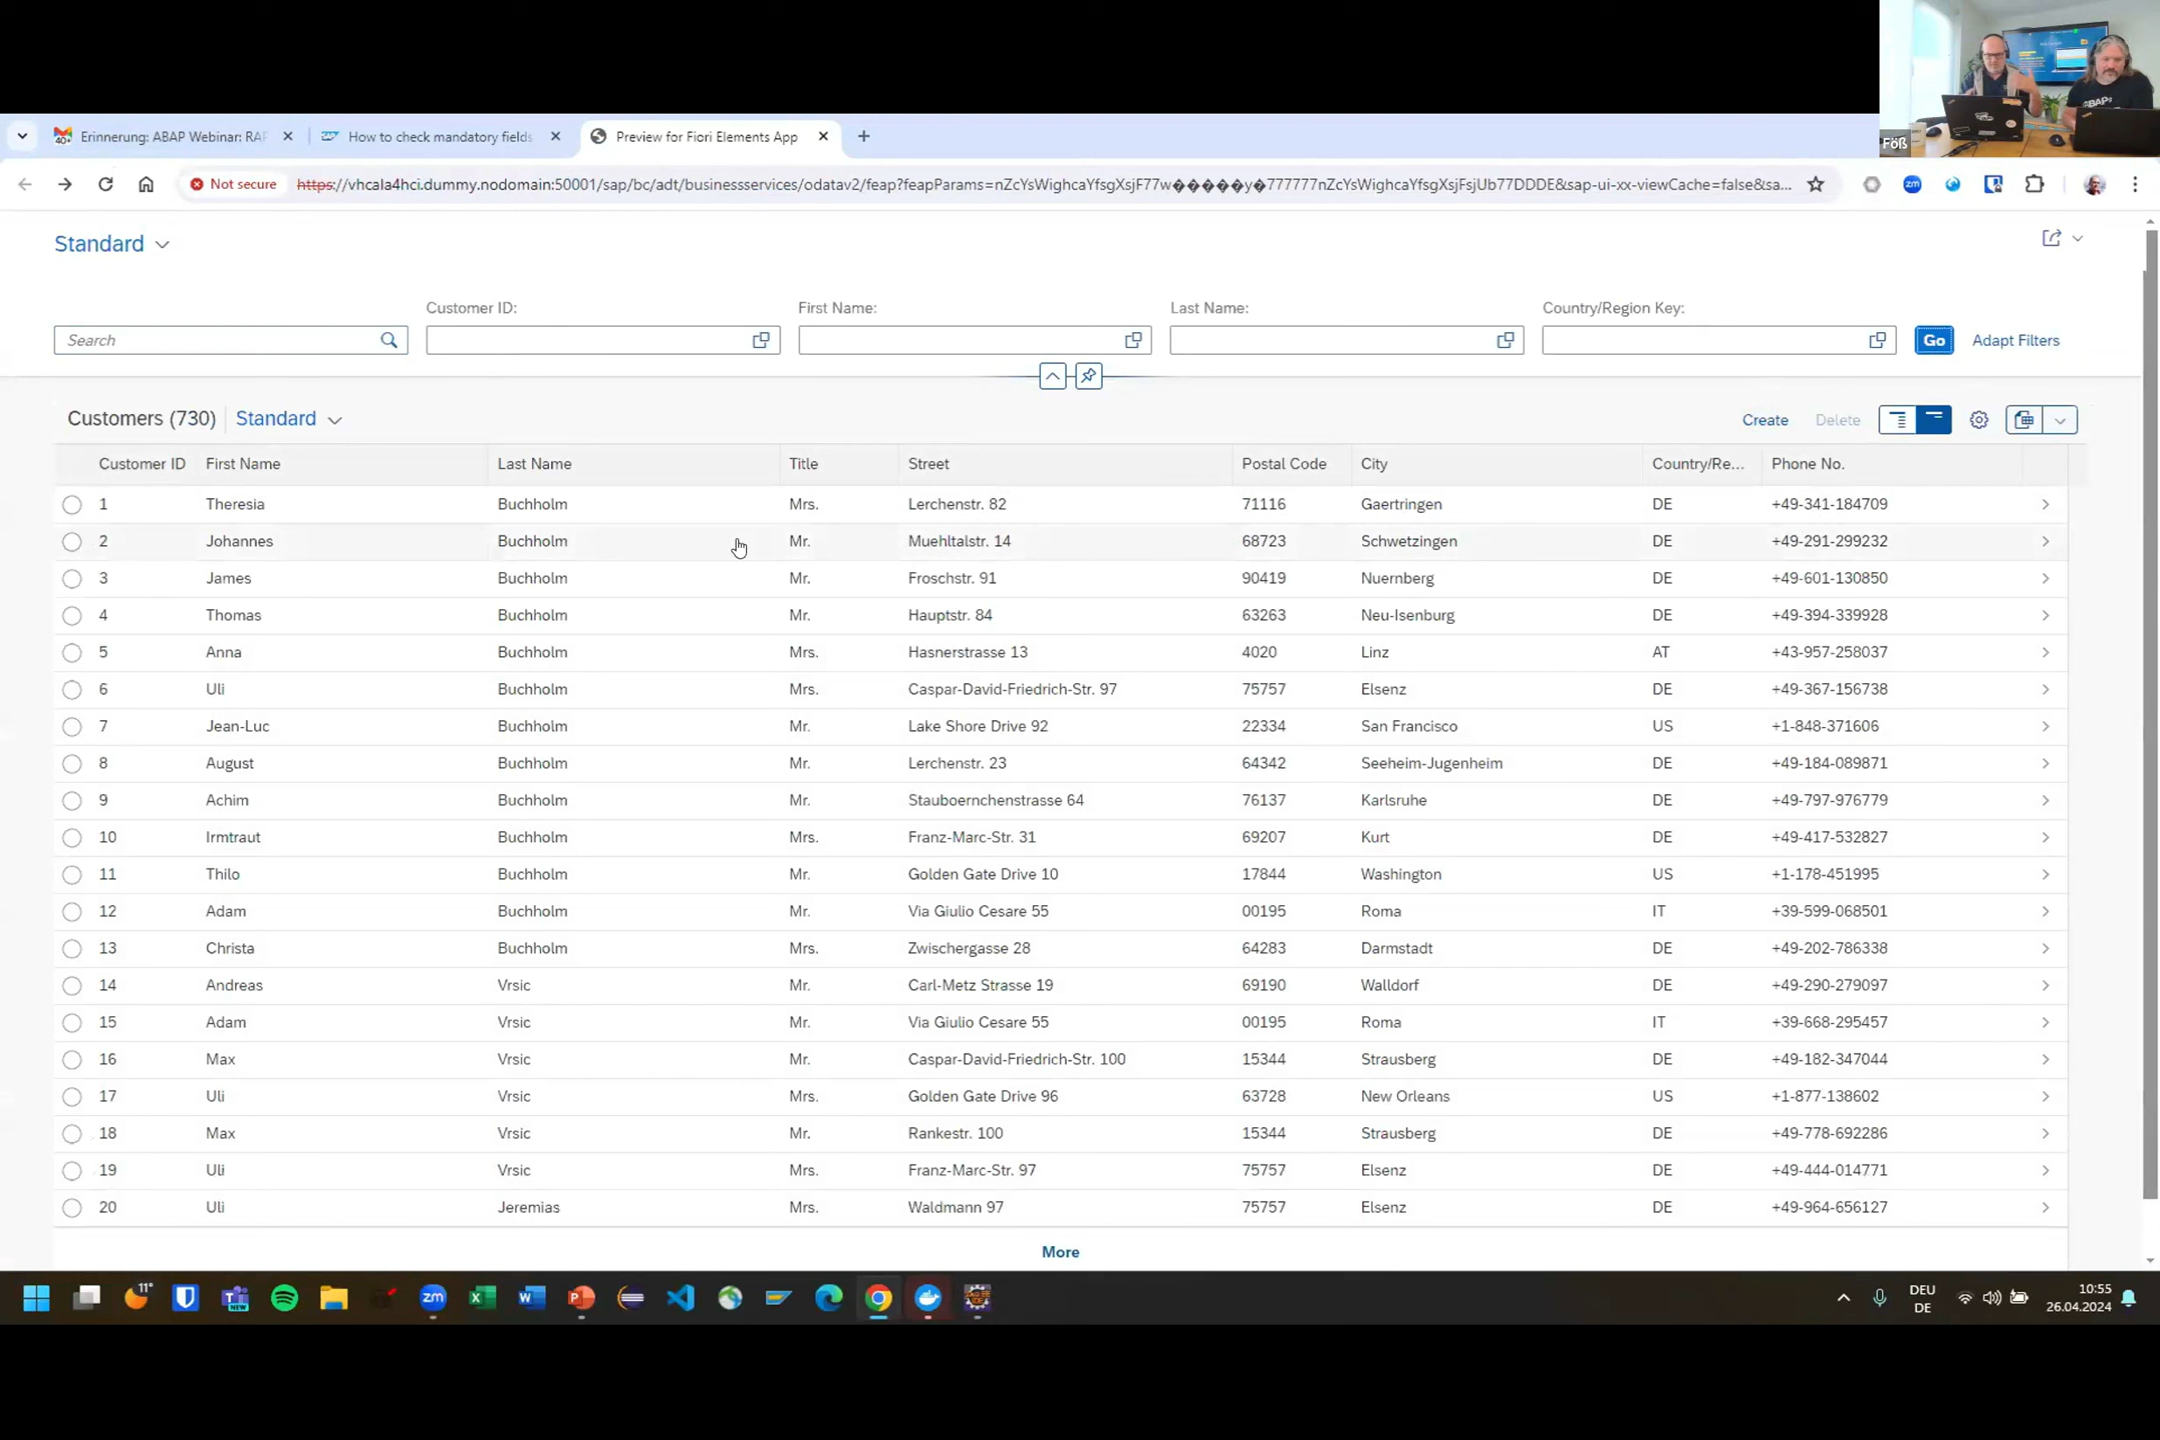 Erinnerung: ABAP Webinar: RAP
How to check mandatory fields
Preview for Fiori Elements App
Föß
Not secure
https://vhcala4hci.dummy.nodomain:50001/sap/bc/adt/businessservices/odatav2/feap?feapParams=nZcYsWighcaYfsgXsjF77w�����y�777777nZcYsWighcaYfsgXsjFsjUb77DDDE&sap-ui-xx-viewCache=false&sa...
Standard
Customer ID:
First Name:
Last Name:
Country/Region Key:
Search
Go
Adapt Filters
Customers (730)
Standard
Create
Delete
Customer ID First Name Last Name Title Street Postal Code City Country/Re... Phone No.
1 Theresia Buchholm Mrs. Lerchenstr. 82 71116 Gaertringen DE +49-341-184709
2 Johannes Buchholm Mr. Muehltalstr. 14 68723 Schwetzingen DE +49-291-299232
3 James Buchholm Mr. Froschstr. 91 90419 Nuernberg DE +49-601-130850
4 Thomas Buchholm Mr. Hauptstr. 84 63263 Neu-Isenburg DE +49-394-339928
5 Anna Buchholm Mrs. Hasnerstrasse 13 4020 Linz AT +43-957-258037
6 Uli Buchholm Mrs. Caspar-David-Friedrich-Str. 97 75757 Elsenz DE +49-367-156738
7 Jean-Luc Buchholm Mr. Lake Shore Drive 92 22334 San Francisco US +1-848-371606
8 August Buchholm Mr. Lerchenstr. 23 64342 Seeheim-Jugenheim DE +49-184-089871
9 Achim Buchholm Mr. Stauboernchenstrasse 64 76137 Karlsruhe DE +49-797-976779
10 Irmtraut Buchholm Mrs. Franz-Marc-Str. 31 69207 Kurt DE +49-417-532827
11 Thilo Buchholm Mr. Golden Gate Drive 10 17844 Washington US +1-178-451995
12 Adam Buchholm Mr. Via Giulio Cesare 55 00195 Roma IT +39-599-068501
13 Christa Buchholm Mrs. Zwischergasse 28 64283 Darmstadt DE +49-202-786338
14 Andreas Vrsic Mr. Carl-Metz Strasse 19 69190 Walldorf DE +49-290-279097
15 Adam Vrsic Mr. Via Giulio Cesare 55 00195 Roma IT +39-668-295457
16 Max Vrsic Mr. Caspar-David-Friedrich-Str. 100 15344 Strausberg DE +49-182-347044
17 Uli Vrsic Mrs. Golden Gate Drive 96 63728 New Orleans US +1-877-138602
18 Max Vrsic Mr. Rankestr. 100 15344 Strausberg DE +49-778-692286
19 Uli Vrsic Mrs. Franz-Marc-Str. 97 75757 Elsenz DE +49-444-014771
20 Uli Jeremias Mrs. Waldmann 97 75757 Elsenz DE +49-964-656127
More
11°
DEU
DE
10:55
26.04.2024